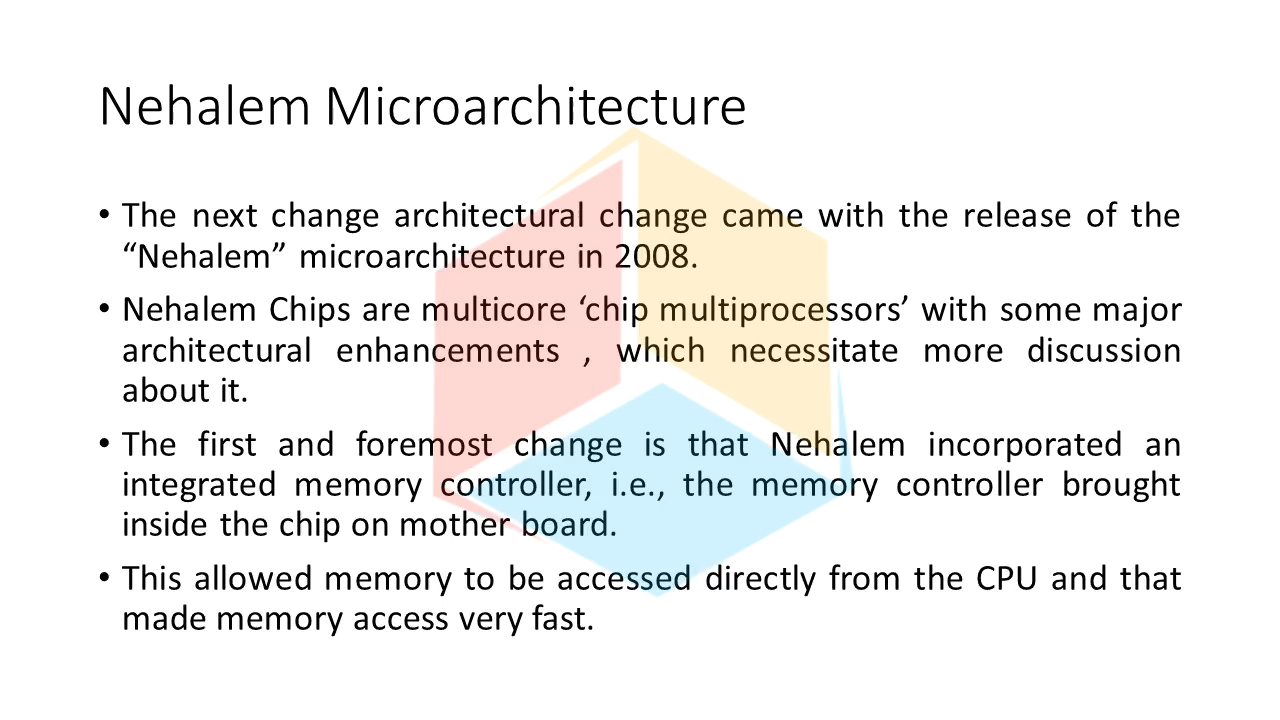 Nehalem Microarchitecture
• The next change architectural change came with the release of the
“Nehalem” microarchitecture in 2008.
• Nehalem Chips are multicore ‘chip multiprocessors’ with some major
architectural enhancements , which necessitate more discussion
about it.
• The first and foremost change is that Nehalem incorporated an
integrated memory controller, i.e., the memory controller brought
inside the chip on mother board.
• This allowed memory to be accessed directly from the CPU and that
made memory access very fast.